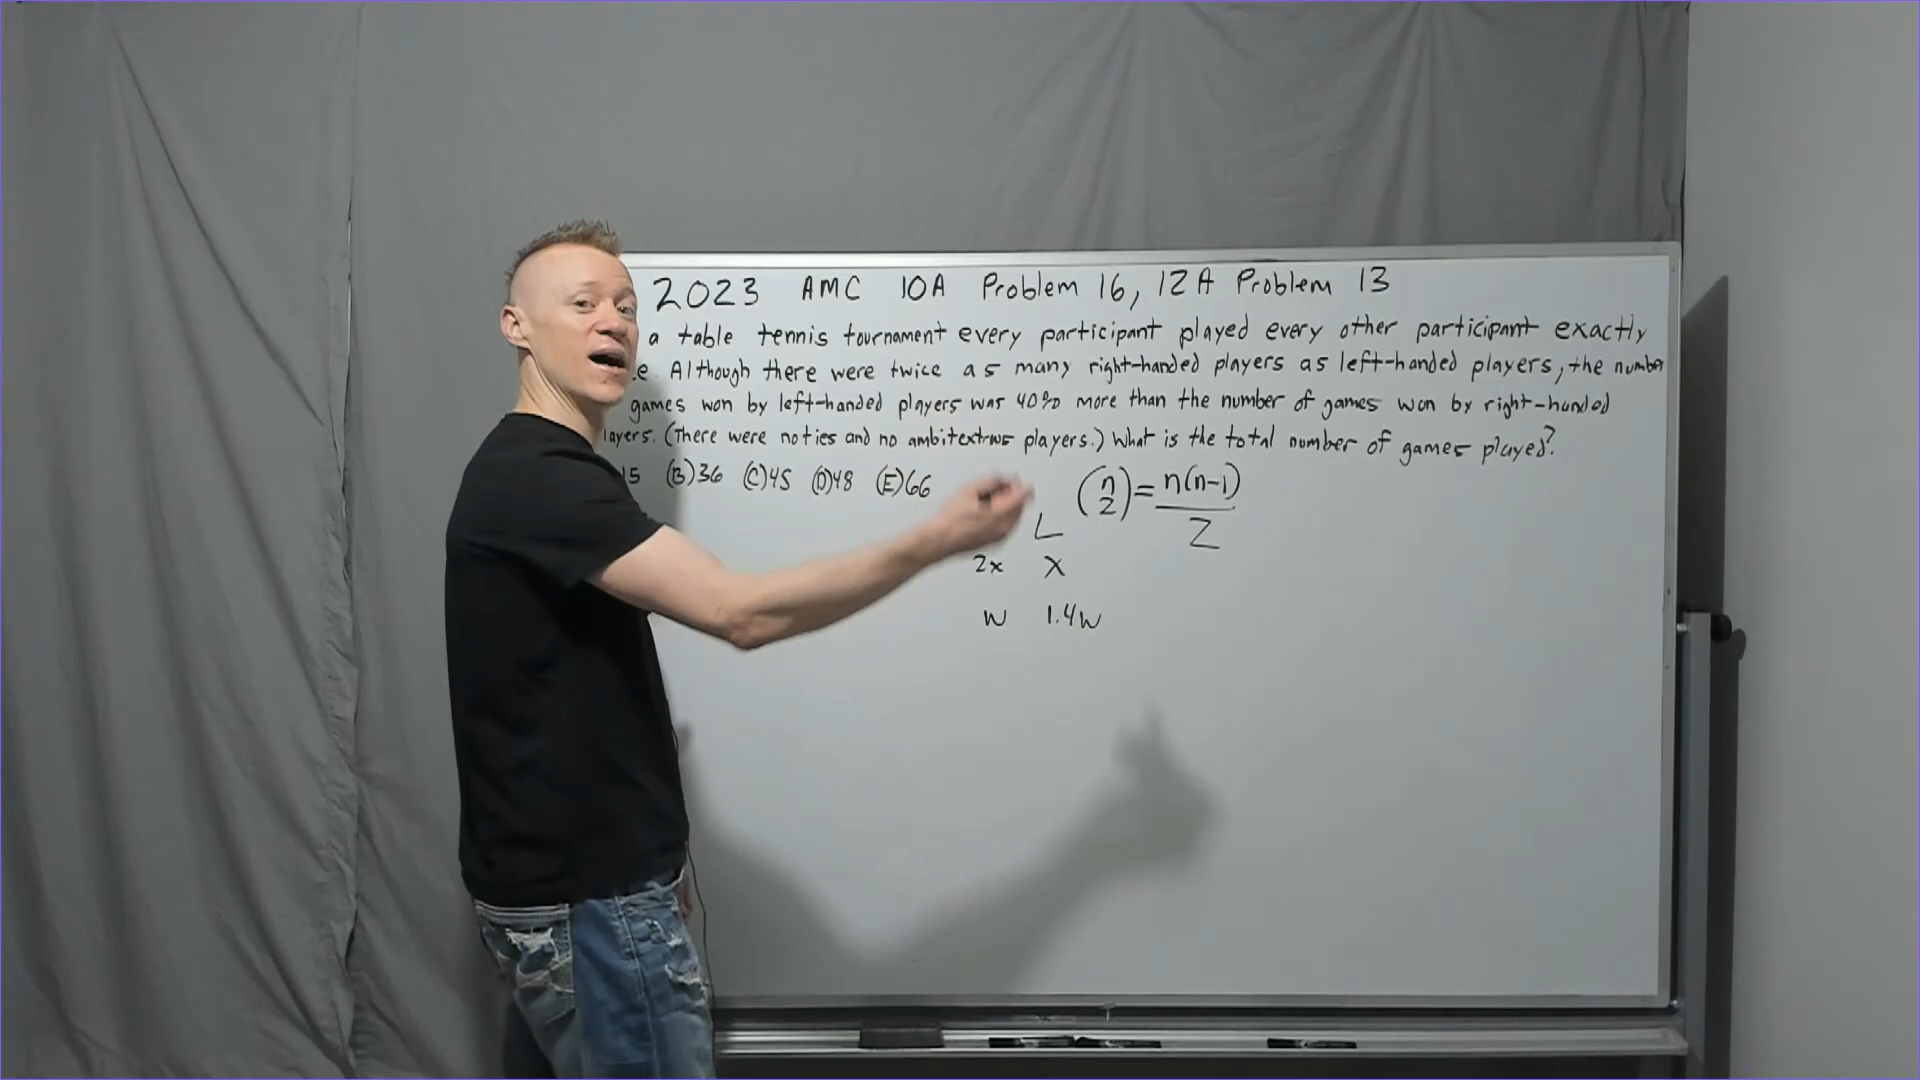 2023 AMC 10A Problem 16, 12A Problem 13
a table tennis tournament every participant played every other participant exactly
e. Although there were twice as many right-handed players as left-handed players, the number
games won by left-handed players was 40% more than the number of games won by right-handed
layers. (There were no ties and no ambitextrous players.) What is the total number of games played?
15 (B)36 (C)45 (D)48 (E)66
(n 2) = n(n-1) / 2
L
2x x
w 1.4w